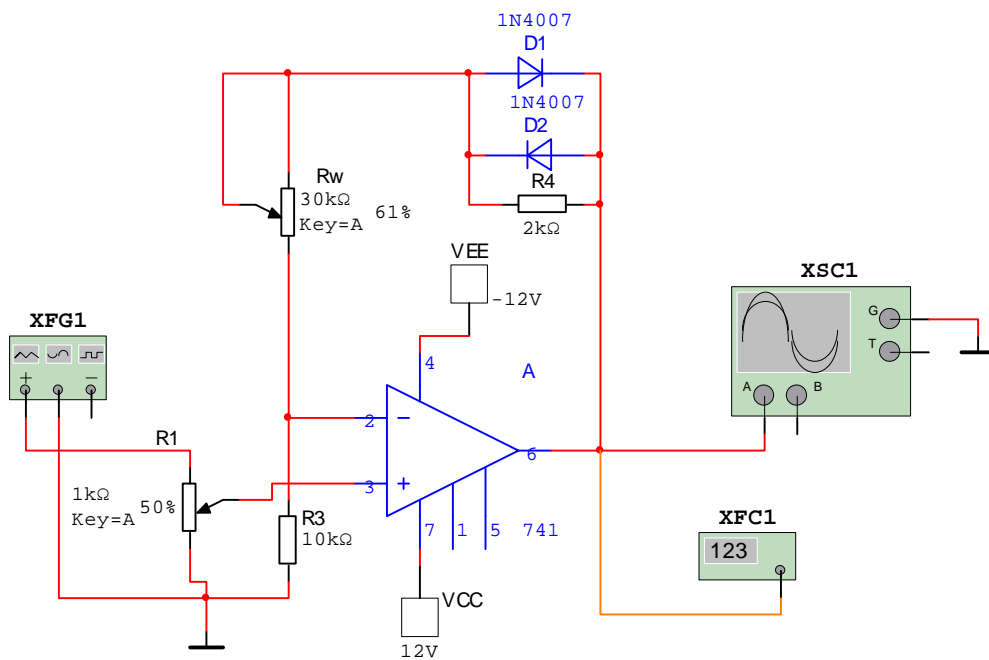 1N4007
D1
1N4007
D2
Rw
30kΩ
Key=A
61%
R4
2kΩ
VEE
-12V
XSC1
G
T
A
B
XFG1
+
−
4
A
2
−
6
3
+
R1
1kΩ
Key=A
50%
R3
10kΩ
7
1
5
741
XFC1
123
VCC
12V